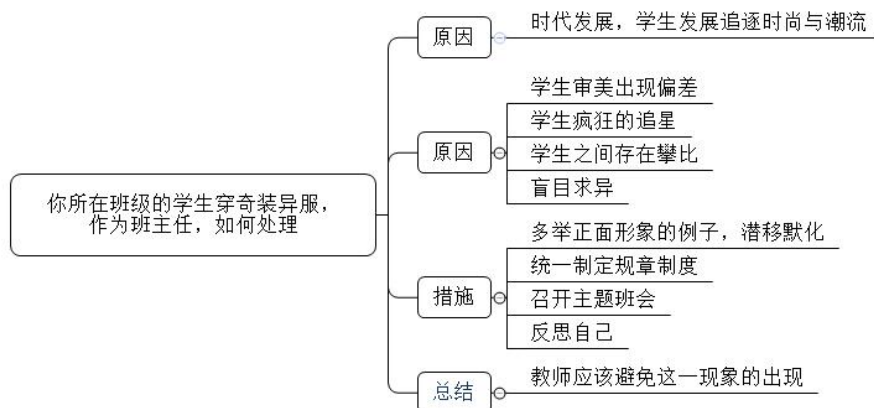 你所在班级的学生穿奇装异服，
作为班主任，如何处理
原因
时代发展，学生发展追逐时尚与潮流
原因
学生审美出现偏差
学生疯狂的追星
学生之间存在攀比
盲目求异
措施
多举正面形象的例子，潜移默化
统一制定规章制度
召开主题班会
反思自己
总结
教师应该避免这一现象的出现